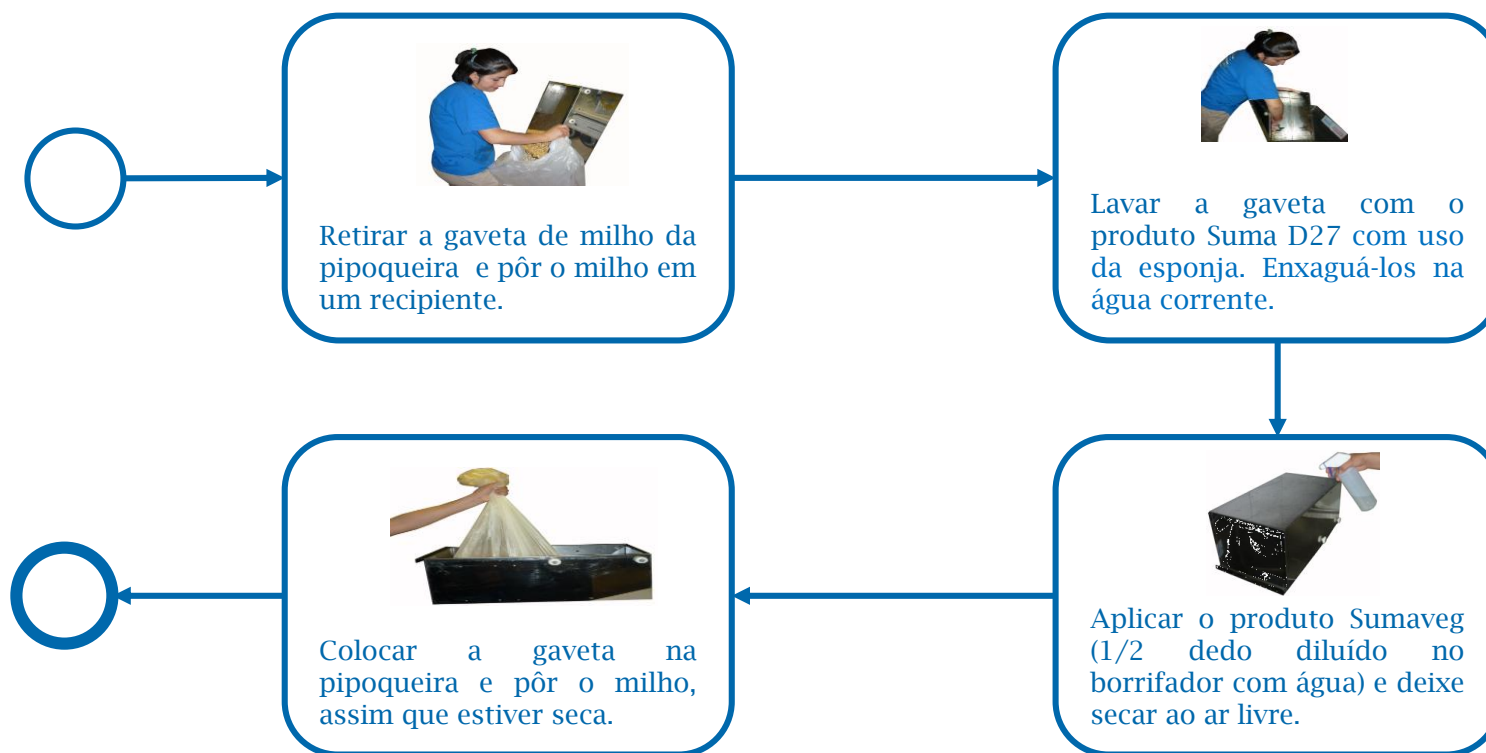 Retirar a gaveta de milho da
pipoqueira e pôr o milho em
um recipiente.
Lavar a gaveta com o
produto Suma D27 com uso
da esponja. Enxaguá-los na
água corrente.
Aplicar o produto Sumaveg
(1/2 dedo diluído no
borrifador com água) e deixe
secar ao ar livre.
Colocar a gaveta na
pipoqueira e pôr o milho,
assim que estiver seca.